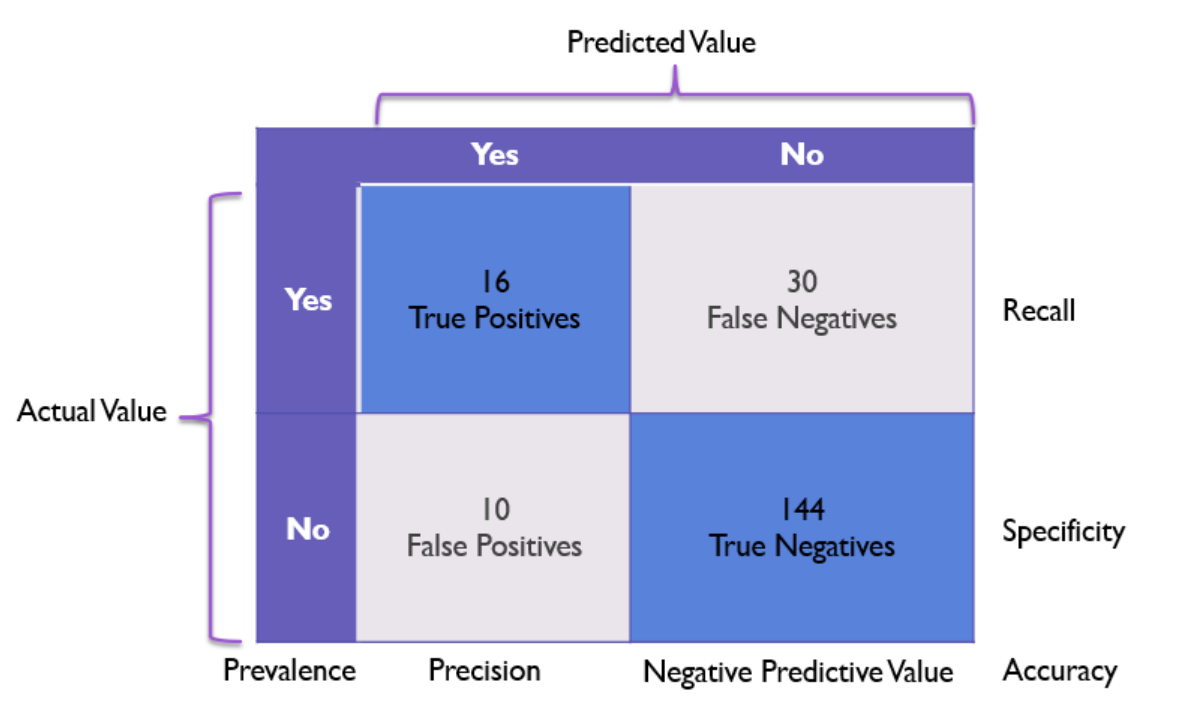 Predicted Value
Yes
No
Yes
16
True Positives
30
False Negatives
Recall
Actual Value
No
10
False Positives
144
True Negatives
Specificity
Prevalence
Precision
Negative Predictive Value
Accuracy